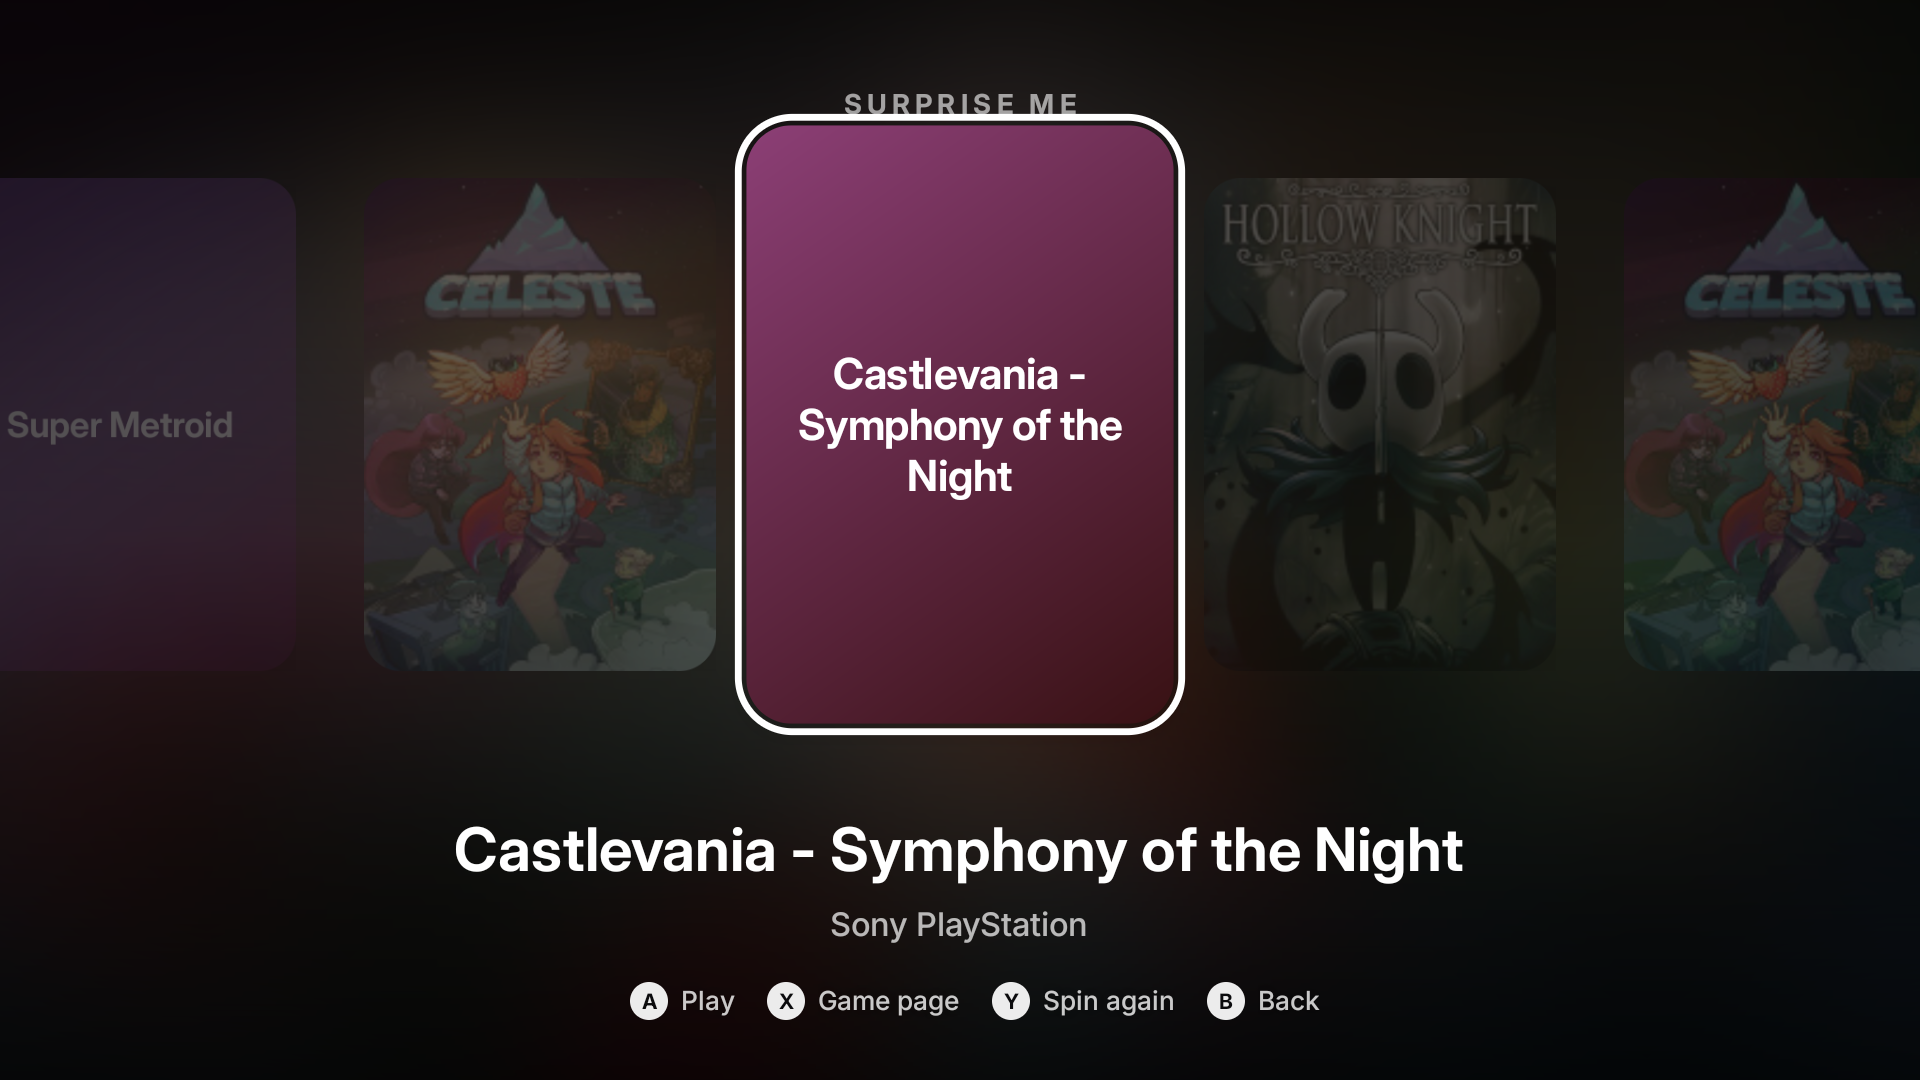 SURPRISE ME
Super Metroid
CELESTE
Castlevania -
Symphony of the
Night
HOLLOW KNIGHT
CELESTE
Castlevania - Symphony of the Night
Sony PlayStation
A Play X Game page Y Spin again B Back